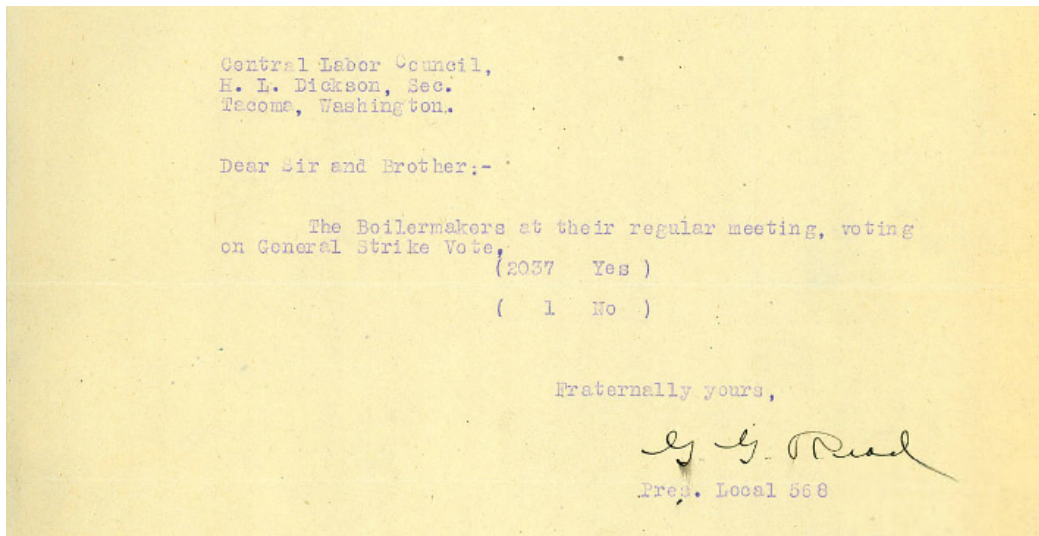 Central Labor Council,
H. L. Dickson, Sec.
Tacoma, Washington.
Dear Sir and Brother:-
The Boilermakers at their regular meeting, voting
on General Strike Vote,
(2037 Yes )
( 1 No )
Fraternally yours,
G. G. Read
Pres. Local 568